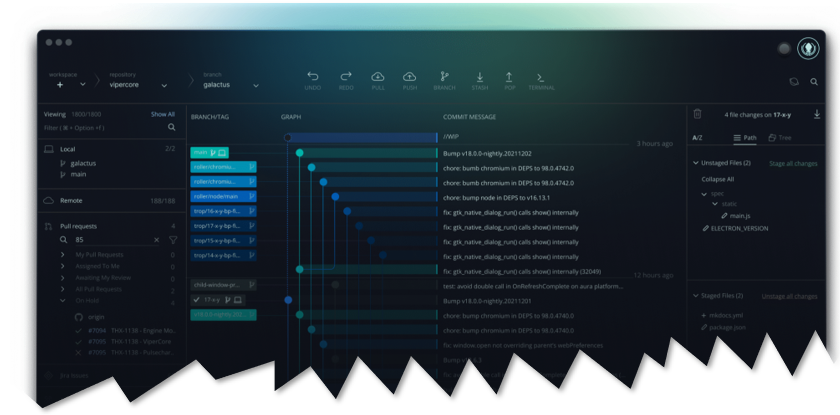 workspace repository branch
+ vipercore galactus
UNDO REDO PULL PUSH BRANCH STASH POP TERMINAL
Viewing 1800/1800 Show All
Filter (⌘ + Option +f)
Local 2/2
galactus
main
Remote 188/188
Pull requests 4
85
My Pull Requests 0
Assigned To Me 0
Awaiting My Review 0
All Pull Requests 2
On-Hold 4
origin
#7094 THX-1138 - Engine Mo...
#7099 THX-1138 - ViperCore
THX-1138 - Pulsechar...
BRANCH/TAG GRAPH COMMIT MESSAGE
//WIP
3 hours ago
main Bump v18.0.0-nightly.20211202
roller/chromiu... chore: bumb chromium in DEPS to 98.0.4742.0
roller/chromiu... chore: bumb chromium in DEPS to 98.0.4742.0
roller/node/main chore: bump node in DEPS to v16.13.1
trop/16-x-y-bp-fi... fix: gtk_native_dialog_run() calls show() internally
trop/17-x-y-bp-fi... fix: gtk_native_dialog_run() calls show() internally
trop/15-x-y-bp-fi... fix: gtk_native_dialog_run() calls show() internally
trop/14-x-y-bp-fi... fix: gtk_native_dialog_run() calls show() internally
fix: gtk_native_dialog_run() calls show() internally (32049)
12 hours ago
child-window-pr... test: avoid double call in OnRefreshComplete on aura platform...
17-x-y Bump v18.0.0-nightly.20211201
v18.0.0-nightly.202... chore: bump chromium in DEPS to 98.0.4740.0
chore: bump chromium in DEPS to 98.0.4740.0
fix: window.open not overriding parent's webPreferences
4 file changes on 17-x-y
A/Z Path Tree
Unstaged Files (2) Stage all changes
Collapse All
spec
static
main.js
ELECTRON_VERSION
Staged Files (2) Unstage all changes
+ mkdocs.yml
package.json